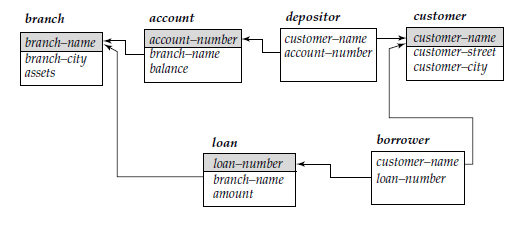 branch
branch–name
branch–city
assets
account
account–number
branch–name
balance
depositor
customer–name
account–number
customer
customer–name
customer–street
customer–city
loan
loan–number
branch–name
amount
borrower
customer–name
loan–number